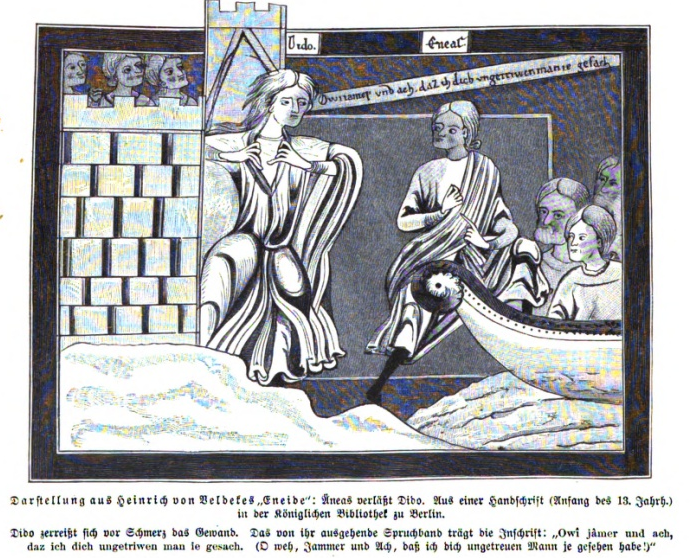 Dido.
Eneas.
Owi iamer vnd ach. daz ich dich vngetriwen man ie gesach
Darstellung aus Heinrich von Veldekes „Eneide“: Äneas verläßt Dido. Aus einer Handschrift (Anfang des 13. Jahrh.)
in der Königlichen Bibliothek zu Berlin.
Dido zerreißt sich vor Schmerz das Gewand. Das von ihr ausgehende Spruchband trägt die Inschrift: „Owî jâmer und ach,
daz ich dich ungetriwen man ie gesach. (O weh, Jammer und Ach, daß ich dich ungetreuen Mann je gesehen habe!)“